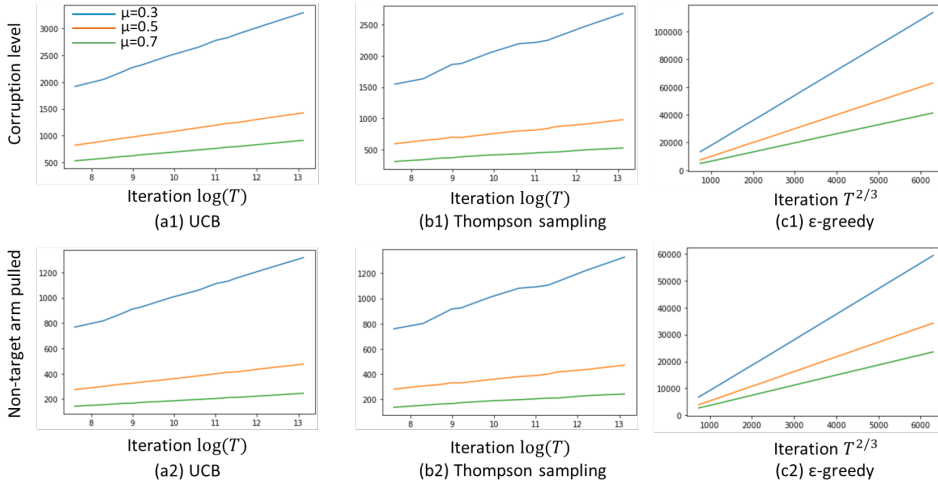 μ=0.3
μ=0.5
μ=0.7
Corruption level
3000
2500
2000
1500
1000
500
8 9 10 11 12 13
Iteration log(T)
(a1) UCB
2500
2000
1500
1000
500
8 9 10 11 12 13
Iteration log(T)
(b1) Thompson sampling
100000
80000
60000
40000
20000
0
1000 2000 3000 4000 5000 6000
Iteration T^{2/3}
(c1) ε-greedy
Non-target arm pulled
1200
1000
800
600
400
200
8 9 10 11 12 13
Iteration log(T)
(a2) UCB
1200
1000
800
600
400
200
8 9 10 11 12 13
Iteration log(T)
(b2) Thompson sampling
60000
50000
40000
30000
20000
10000
0
1000 2000 3000 4000 5000 6000
Iteration T^{2/3}
(c2) ε-greedy